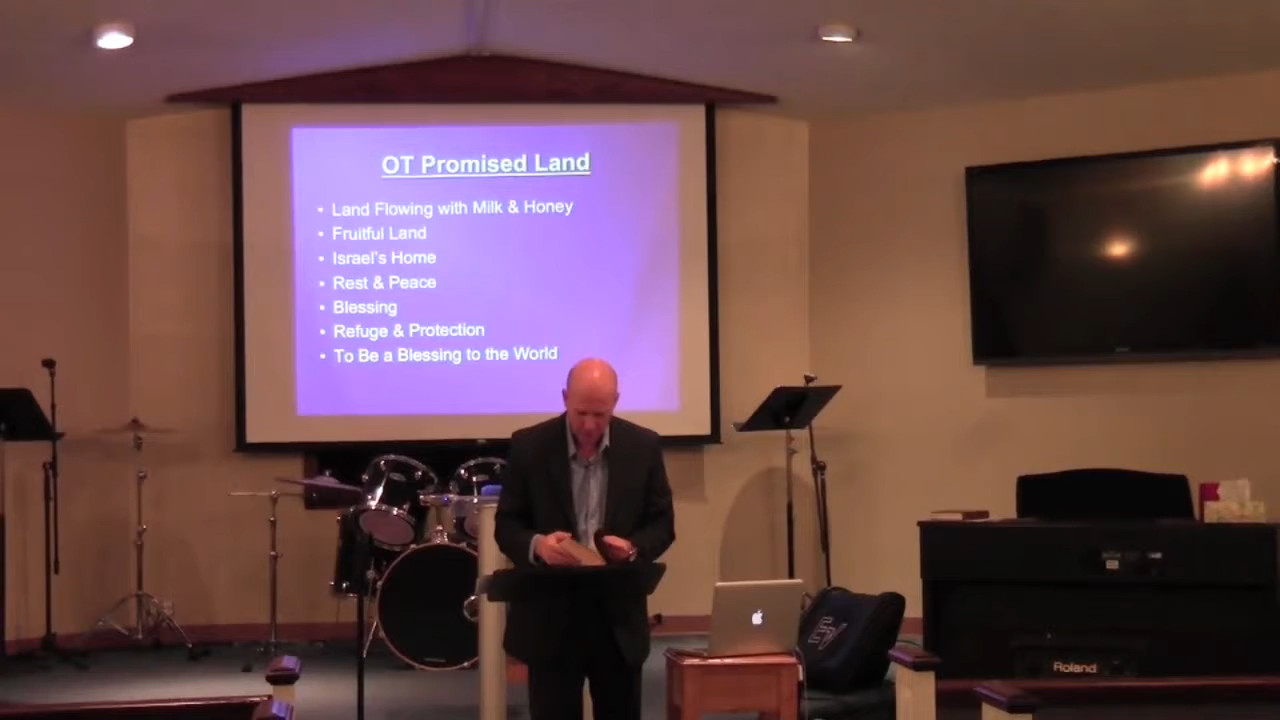 OT Promised Land
• Land Flowing with Milk & Honey
• Fruitful Land
• Israel's Home
• Rest & Peace
• Blessing
• Refuge & Protection
• To Be a Blessing to the World
EV
Roland